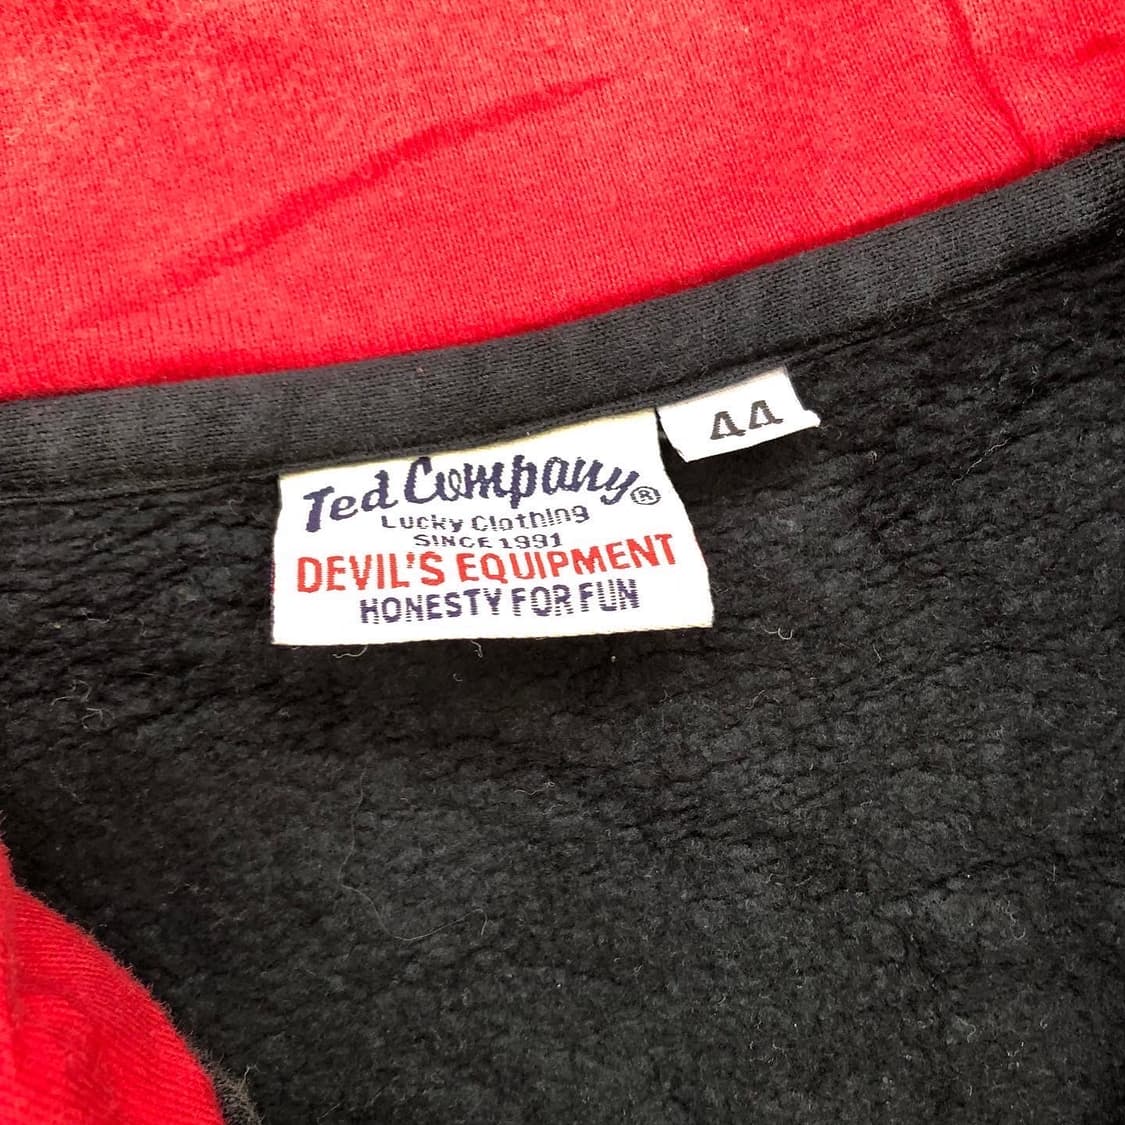 Ted Company®
Lucky Clothing
SINCE 1991
DEVIL'S EQUIPMENT
HONESTY FOR FUN
44